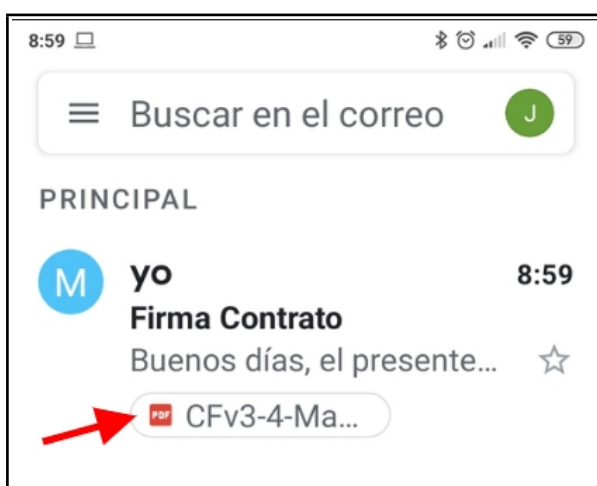 8:59 59
Buscar en el correo J
PRINCIPAL
M yo 8:59
Firma Contrato
Buenos días, el presente...
PDF CFv3-4-Ma...